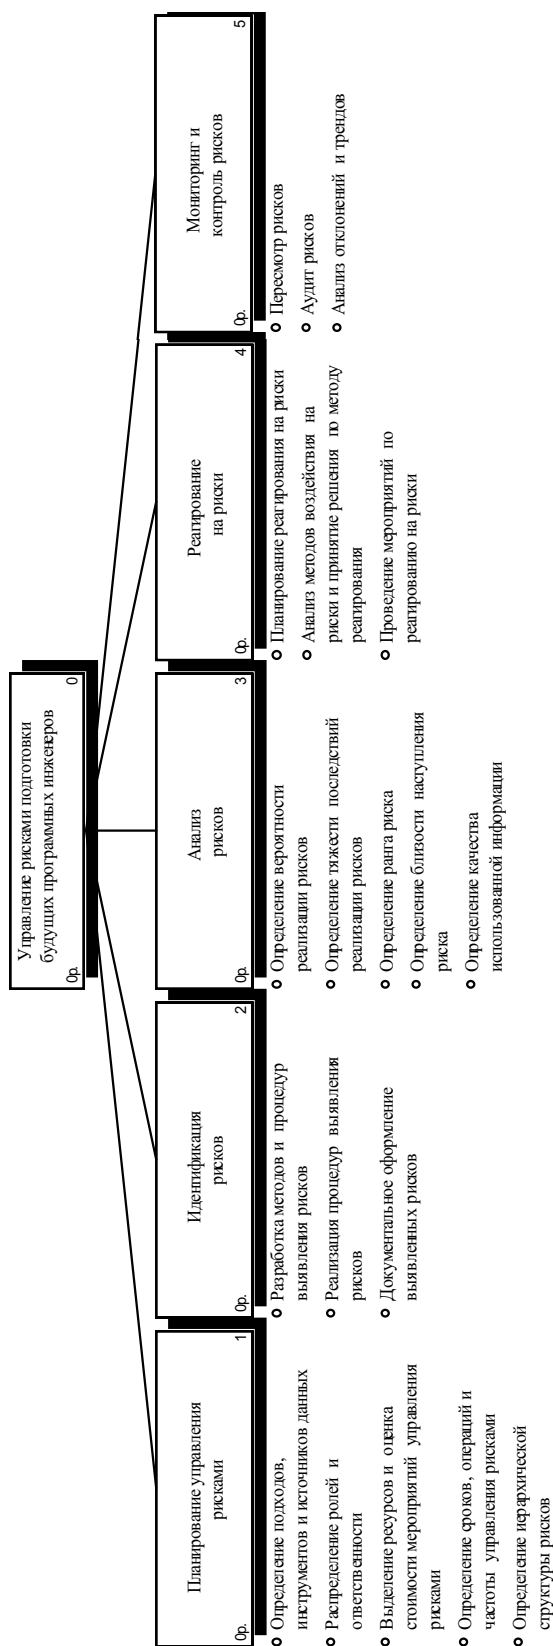 Управление рисками подготовки
будущих программных инженеров
0р.
0
Планирование управления
рисками
0р.
1
Определение подходов,
инструментов и источников данных
Распределение ролей и
ответственности
Выделение ресурсов и оценка
стоимости мероприятий управления
рисками
Определение сроков, операций и
частоты управления рисками
Определение иерархической
структуры рисков
Идентификация
рисков
0р.
2
Разработка методов и процедур
выявления рисков
Реализация процедур выявления
рисков
Документальное оформление
выявленных рисков
Анализ
рисков
0р.
3
Определение вероятности
реализации рисков
Определение тяжести последствий
реализации рисков
Определение ранга риска
Определение близости наступления
риска
Определение качества
использованной информации
Реагирование
на риски
0р.
4
Планирование реагирования на риски
Анализ методов воздействия на
риски и принятие решения по методу
реагирования
Проведение мероприятий по
реагированию на риски
Мониторинг и
контроль рисков
0р.
5
Пересмотр рисков
Аудит рисков
Анализ отклонений и трендов